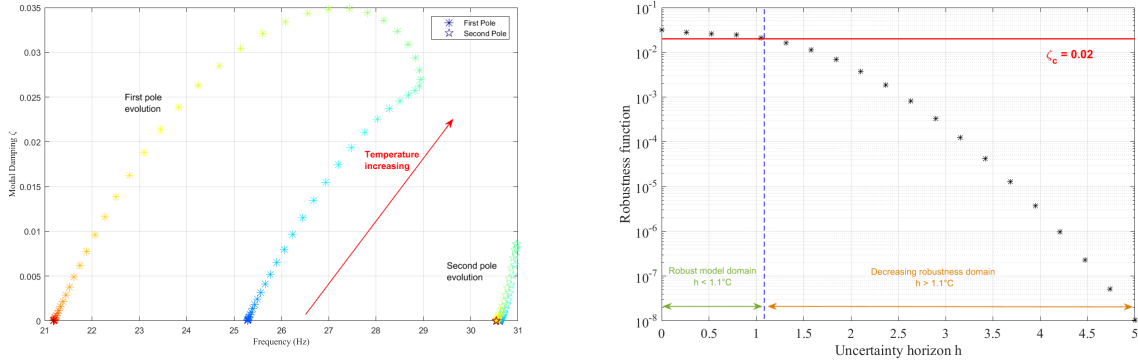 0.035
0.03
0.025
0.02
0.015
0.01
0.005
0
Modal Damping ζ
First Pole
Second Pole
First pole
evolution
Temperature
increasing
Second pole
evolution
21 22 23 24 25 26 27 28 29 30 31
Frequency (Hz)
10^-1
10^-2
10^-3
10^-4
10^-5
10^-6
10^-7
10^-8
Robustness function
ζc = 0.02
Robust model domain
h < 1.1°C
Decreasing robustness domain
h > 1.1°C
0 0.5 1 1.5 2 2.5 3 3.5 4 4.5 5
Uncertainty horizon h